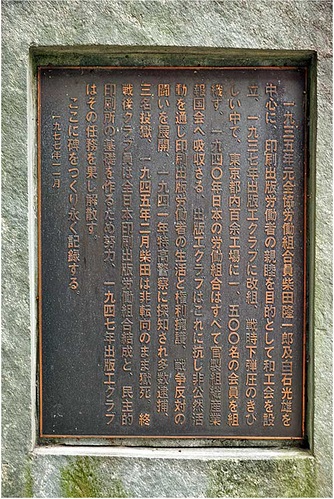 一九三五年元全評労働組合員柴田隆一郎及白石光雄を
中心に、印刷出版労働者の親睦を目的として和工会を設
立、一九三七年出版工クラブに改組、戦時下弾圧のきび
しい中で、東京都内百余工場に一、五〇〇名の会員を組
織す、一九四〇年日本の労働組合はすべて官製組織産業
報国会へ吸収さる、出版工クラブはこれに抗し非公然活
動を通じ印刷出版労働者の生活と権利擁護、戦争反対の
闘いを展開、一九四一年特高警察に探知され多数逮捕
三名投獄、一九四五年二月柴田は非転向のまま獄死、終
戦後クラブ員は全日本印刷出版労働組合結成と、民主的
印刷所の基礎を作るため努力、一九四七年出版工クラブ
はその任務を果し解散す。
ここに碑をつくり永く記録する。
一九七七年二月